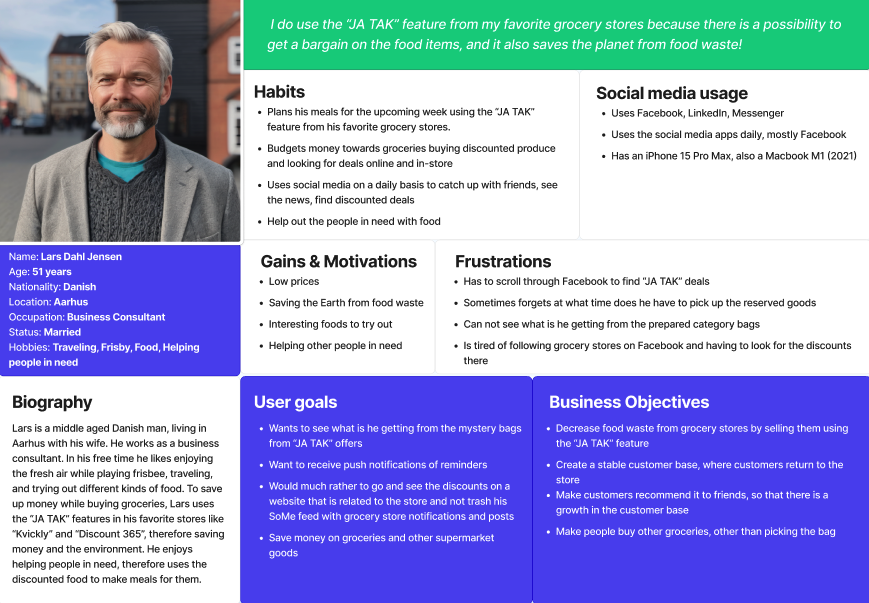 I do use the “JA TAK” feature from my favorite grocery stores because there is a possibility to
get a bargain on the food items, and it also saves the planet from food waste!
Habits
• Plans his meals for the upcoming week using the “JA TAK”
feature from his favorite grocery stores.
• Budgets money towards groceries buying discounted produce
and looking for deals online and in-store
• Uses social media on a daily basis to catch up with friends, see
the news, find discounted deals
• Help out the people in need with food
Social media usage
• Uses Facebook, LinkedIn, Messenger
• Uses the social media apps daily, mostly Facebook
• Has an iPhone 15 Pro Max, also a Macbook M1 (2021)
Name: Lars Dahl Jensen
Age: 51 years
Nationality: Danish
Location: Aarhus
Occupation: Business Consultant
Status: Married
Hobbies: Traveling, Frisby, Food, Helping
people in need
Gains & Motivations
• Low prices
• Saving the Earth from food waste
• Interesting foods to try out
• Helping other people in need
Frustrations
• Has to scroll through Facebook to find “JA TAK” deals
• Sometimes forgets at what time does he have to pick up the reserved goods
• Can not see what is he getting from the prepared category bags
• Is tired of following grocery stores on Facebook and having to look for the discounts
there
Biography
Lars is a middle aged Danish man, living in
Aarhus with his wife. He works as a business
consultant. In his free time he likes enjoying
the fresh air while playing frisbee, traveling,
and trying out different kinds of food. To save
up money while buying groceries, Lars uses
the “JA TAK” features in his favorite stores like
“Kvickly” and “Discount 365”, therefore saving
money and the environment. He enjoys
helping people in need, therefore uses the
discounted food to make meals for them.
User goals
• Wants to see what is he getting from the mystery bags
from “JA TAK” offers
• Want to receive push notifications of reminders
• Would much rather to go and see the discounts on a
website that is related to the store and not trash his
SoMe feed with grocery store notifications and posts
• Save money on groceries and other supermarket
goods
Business Objectives
• Decrease food waste from grocery stores by selling them using
the “JA TAK” feature
• Create a stable customer base, where customers return to the
store
• Make customers recommend it to friends, so that there is a
growth in the customer base
• Make people buy other groceries, other than picking the bag